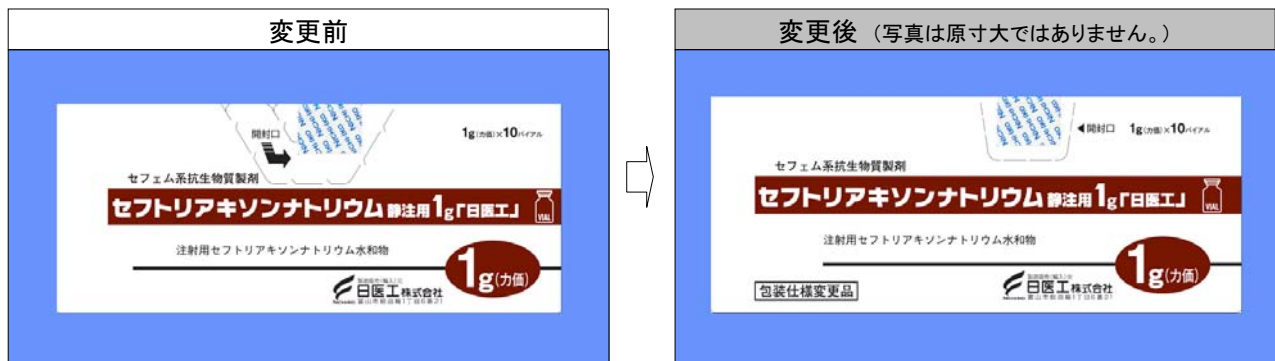 変更前
変更後 (写真は原寸大ではありません。)
開封口
1g(力価)×10バイアル
セフェム系抗生物質製剤
セフトリアキソンナトリウム 静注用1g「日医工」
VIAL
注射用セフトリアキソンナトリウム水和物
1g(力価)
日医工株式会社
NICHIIKO
◀開封口 1g(力価)×10バイアル
セフェム系抗生物質製剤
セフトリアキソンナトリウム 静注用1g「日医工」
VIAL
注射用セフトリアキソンナトリウム水和物
1g(力価)
包装仕様変更品
日医工株式会社
NICHIIKO